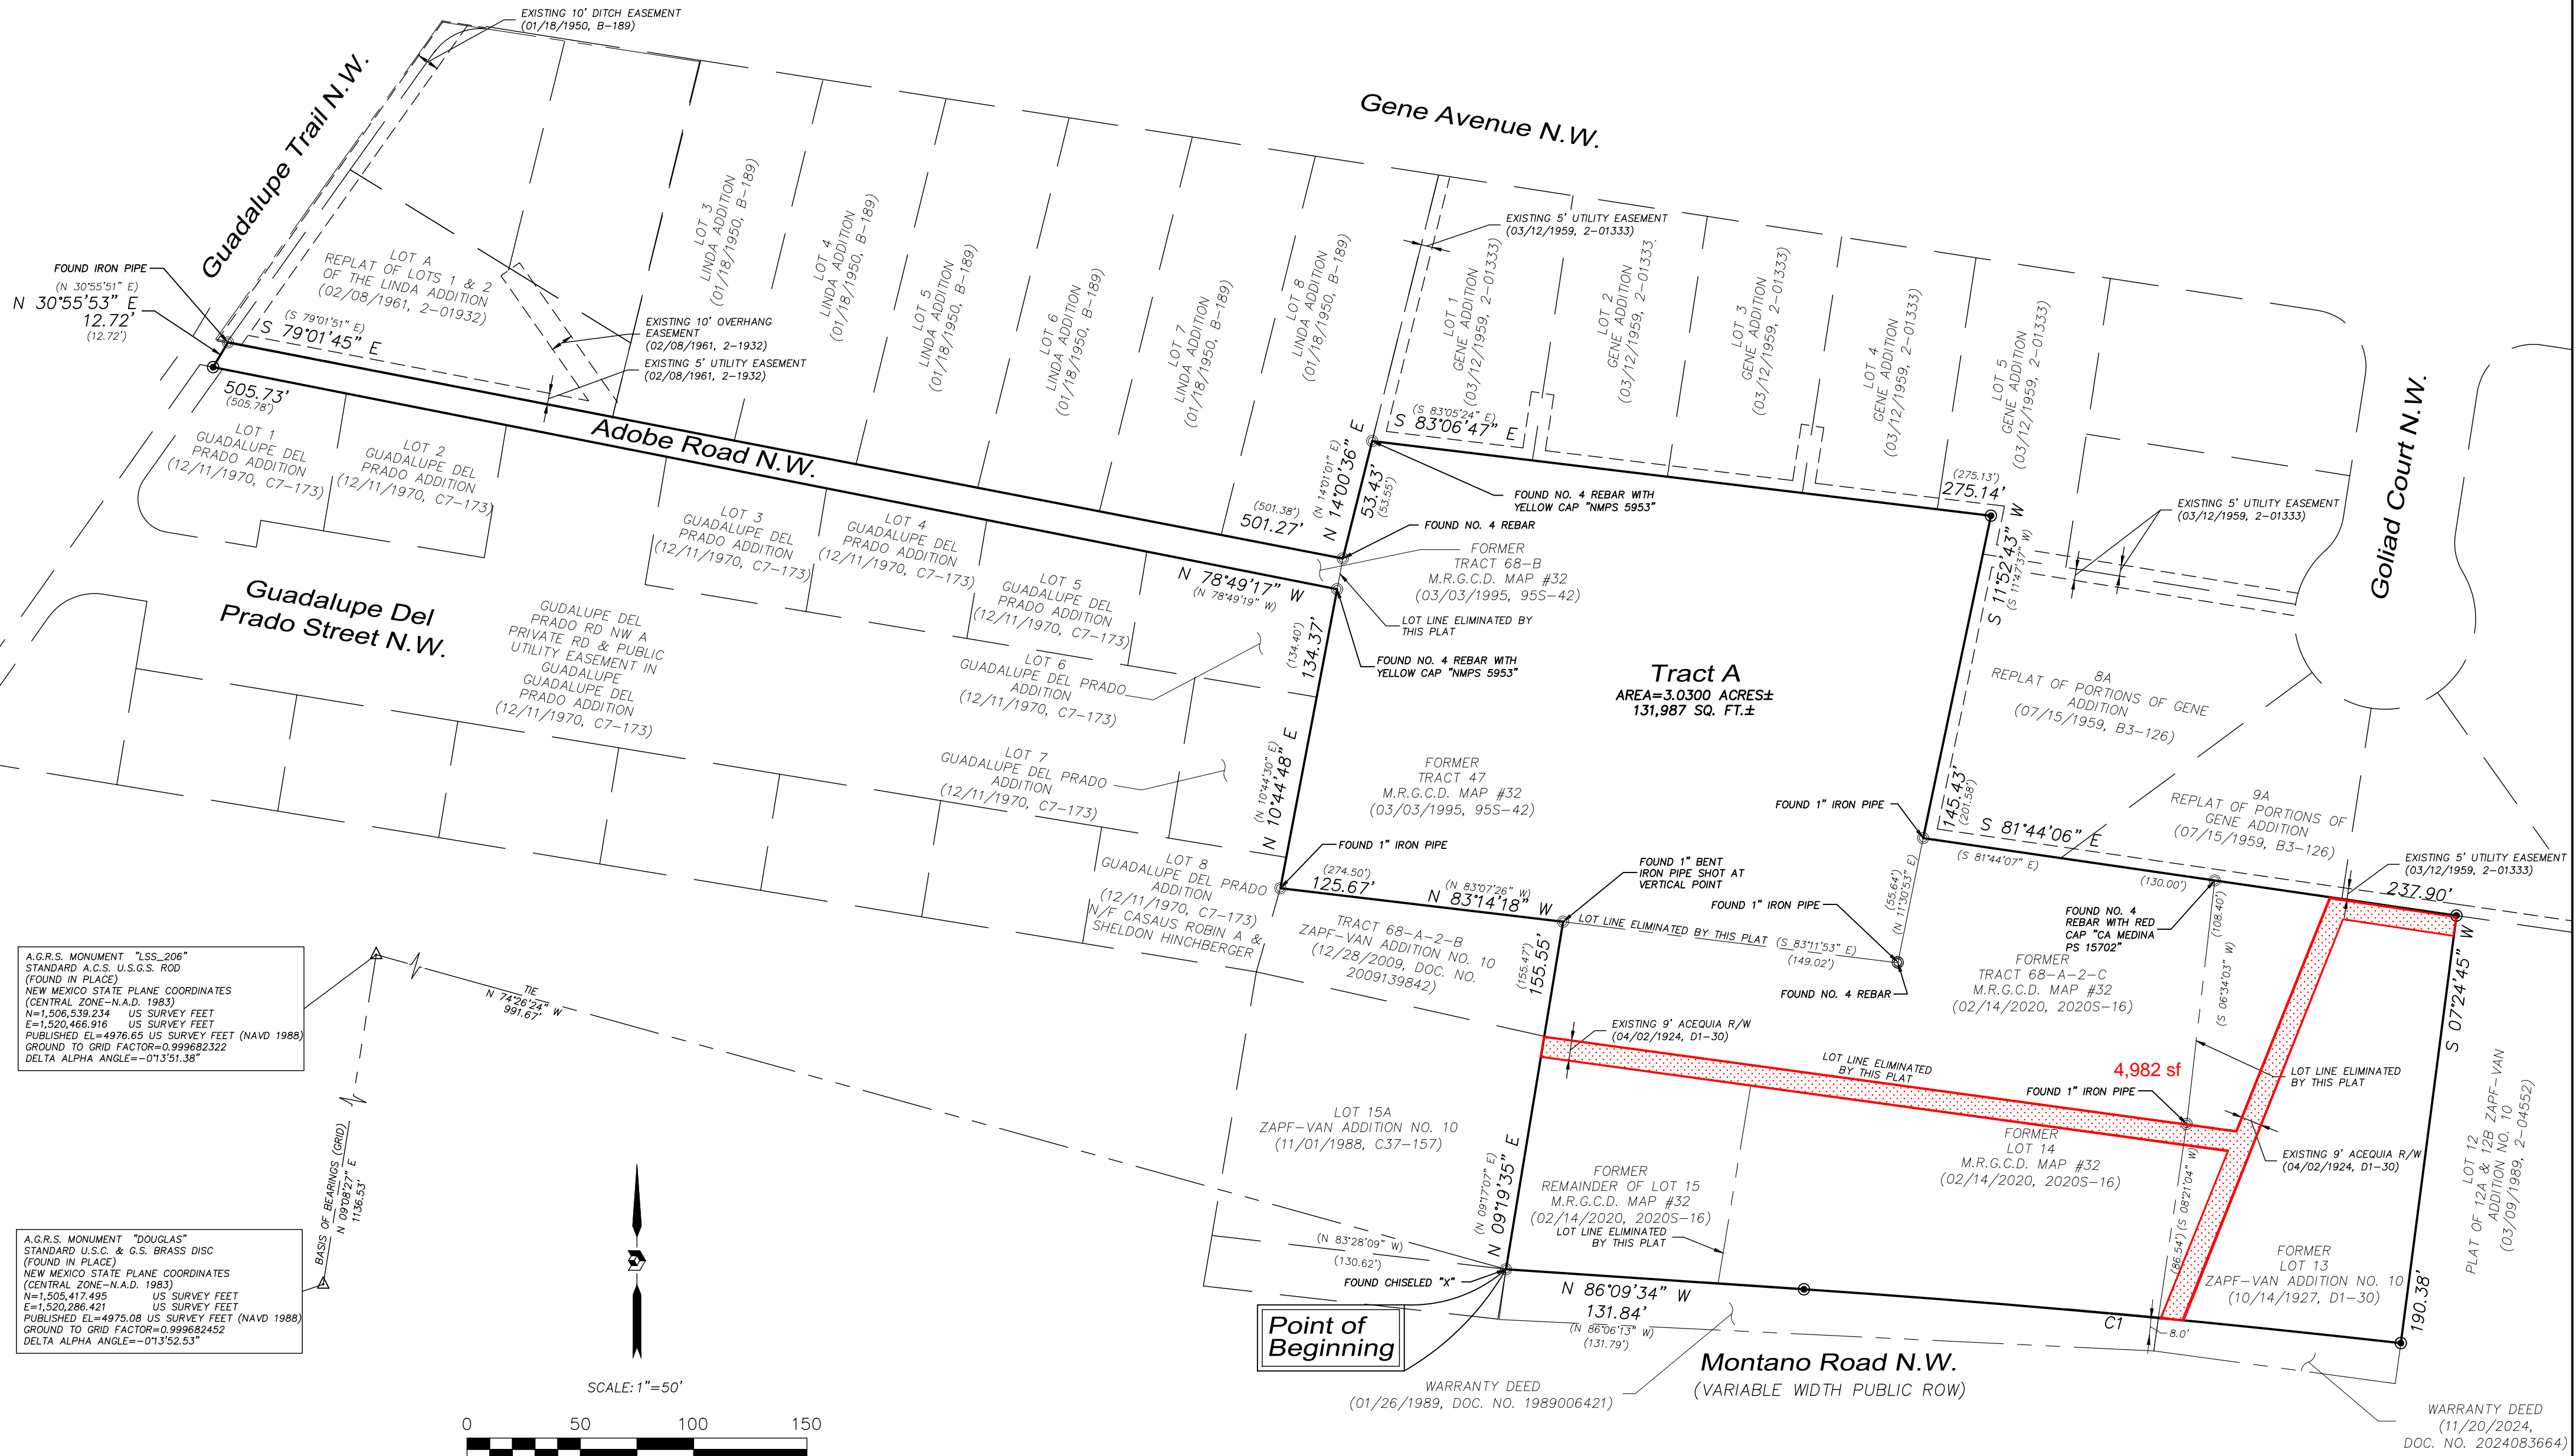 EXISTING 10' DITCH EASEMENT
(01/18/1950, B-189)
Guadalupe Trail N.W.
Gene Avenue N.W.
FOUND IRON PIPE
(N 30°55'51" E)
N 30°55'53" E
12.72'
(12.72')
LOT A
REPLAT OF LOTS 1 & 2
OF THE LINDA ADDITION
(02/08/1961, 2-01932)
(S 79°01'51" E)
S 79°01'45" E
EXISTING 10' OVERHANG
EASEMENT
(02/08/1961, 2-1932)
EXISTING 5' UTILITY EASEMENT
(02/08/1961, 2-1932)
LOT 3
LINDA ADDITION
(01/18/1950, B-189)
LOT 4
LINDA ADDITION
(01/18/1950, B-189)
LOT 5
LINDA ADDITION
(01/18/1950, B-189)
LOT 6
LINDA ADDITION
(01/18/1950, B-189)
LOT 7
LINDA ADDITION
(01/18/1950, B-189)
LOT 8
LINDA ADDITION
(01/18/1950, B-189)
EXISTING 5' UTILITY EASEMENT
(03/12/1959, 2-01333)
LOT 1
GENE ADDITION
(03/12/1959, 2-01333)
LOT 2
GENE ADDITION
(03/12/1959, 2-01333)
LOT 3
GENE ADDITION
(03/12/1959, 2-01333)
LOT 4
GENE ADDITION
(03/12/1959, 2-01333)
LOT 5
GENE ADDITION
(03/12/1959, 2-01333)
Goliad Court N.W.
505.73'
(505.78')
Adobe Road N.W.
(501.38')
501.27'
N 78°49'17" W
(N 78°49'19" W)
(N 14°01'01" E)
N 14°00'36" E
53.43'
(53.55')
(S 83°05'24" E)
S 83°06'47" E
(275.13')
275.14'
FOUND NO. 4 REBAR WITH
YELLOW CAP "NMPS 5953"
FOUND NO. 4 REBAR
FORMER
TRACT 68-B
M.R.G.C.D. MAP #32
(03/03/1995, 95S-42)
LOT LINE ELIMINATED BY
THIS PLAT
FOUND NO. 4 REBAR WITH
YELLOW CAP "NMPS 5953"
S 11°52'43" W
(S 11°47'37" W)
EXISTING 5' UTILITY EASEMENT
(03/12/1959, 2-01333)
LOT 1
GUADALUPE DEL
PRADO ADDITION
(12/11/1970, C7-173)
LOT 2
GUADALUPE DEL
PRADO ADDITION
(12/11/1970, C7-173)
LOT 3
GUADALUPE DEL
PRADO ADDITION
(12/11/1970, C7-173)
LOT 4
GUADALUPE DEL
PRADO ADDITION
(12/11/1970, C7-173)
LOT 5
GUADALUPE DEL
PRADO ADDITION
(12/11/1970, C7-173)
LOT 6
GUADALUPE DEL PRADO
ADDITION
(12/11/1970, C7-173)
LOT 7
GUADALUPE DEL PRADO
ADDITION
(12/11/1970, C7-173)
LOT 8
GUADALUPE DEL PRADO
ADDITION
(12/11/1970, C7-173)
N/F CASAUS ROBIN A &
SHELDON HINCHBERGER
Guadalupe Del
Prado Street N.W.
GUDALUPE DEL
PRADO RD NW A
PRIVATE RD & PUBLIC
UTILITY EASEMENT IN
GUADALUPE
GUADALUPE DEL
PRADO ADDITION
(12/11/1970, C7-173)
(134.40')
134.37'
(N 10°44'30" E)
N 10°44'48" E
Tract A
AREA=3.0300 ACRES±
131,987 SQ. FT.±
FORMER
TRACT 47
M.R.G.C.D. MAP #32
(03/03/1995, 95S-42)
8A
REPLAT OF PORTIONS OF GENE
ADDITION
(07/15/1959, B3-126)
9A
REPLAT OF PORTIONS OF
GENE ADDITION
(07/15/1959, B3-126)
FOUND 1" IRON PIPE
145.43'
(201.58')
S 81°44'06" E
(S 81°44'07" E)
(130.00')
237.90'
EXISTING 5' UTILITY EASEMENT
(03/12/1959, 2-01333)
FOUND 1" IRON PIPE
(274.50')
125.67'
(N 83°07'26" W)
N 83°14'18" W
FOUND 1" BENT
IRON PIPE SHOT AT
VERTICAL POINT
FOUND 1" IRON PIPE
(55.64')
(N 11°30'53" E)
LOT LINE ELIMINATED BY THIS PLAT
(S 83°11'53" E)
(149.02')
FOUND NO. 4 REBAR
FOUND NO. 4
REBAR WITH RED
CAP "CA MEDINA
PS 15702"
(108.40')
(S 06°34'03" W)
TRACT 68-A-2-B
ZAPF-VAN ADDITION NO. 10
(12/28/2009, DOC. NO.
2009139842)
(155.47')
155.55'
FORMER
TRACT 68-A-2-C
M.R.G.C.D. MAP #32
(02/14/2020, 2020S-16)
S 07°24'45" W
EXISTING 9' ACEQUIA R/W
(04/02/1924, D1-30)
LOT LINE ELIMINATED
BY THIS PLAT
4,982 sf
FOUND 1" IRON PIPE
LOT LINE ELIMINATED
BY THIS PLAT
EXISTING 9' ACEQUIA R/W
(04/02/1924, D1-30)
LOT 12
PLAT OF 12A & 12B ZAPF-VAN
ADDITION NO. 10
(03/09/1989, 2-04552)
A.G.R.S. MONUMENT "LSS_206"
STANDARD A.C.S. U.S.G.S. ROD
(FOUND IN PLACE)
NEW MEXICO STATE PLANE COORDINATES
(CENTRAL ZONE-N.A.D. 1983)
N=1,506,539.234 US SURVEY FEET
E=1,520,466.916 US SURVEY FEET
PUBLISHED EL=4976.65 US SURVEY FEET (NAVD 1988)
GROUND TO GRID FACTOR=0.999682322
DELTA ALPHA ANGLE=-0°13'51.38"
TIE
N 74°26'24" W
991.67'
BASIS OF BEARINGS (GRID)
N 09°08'27" E
1136.53'
A.G.R.S. MONUMENT "DOUGLAS"
STANDARD U.S.C. & G.S. BRASS DISC
(FOUND IN PLACE)
NEW MEXICO STATE PLANE COORDINATES
(CENTRAL ZONE-N.A.D. 1983)
N=1,505,417.495 US SURVEY FEET
E=1,520,286.421 US SURVEY FEET
PUBLISHED EL=4975.08 US SURVEY FEET (NAVD 1988)
GROUND TO GRID FACTOR=0.999682452
DELTA ALPHA ANGLE=-0°13'52.53"
LOT 15A
ZAPF-VAN ADDITION NO. 10
(11/01/1988, C37-157)
(N 09°17'07" E)
N 09°19'35" E
FORMER
REMAINDER OF LOT 15
M.R.G.C.D. MAP #32
(02/14/2020, 2020S-16)
LOT LINE ELIMINATED
BY THIS PLAT
FORMER
LOT 14
M.R.G.C.D. MAP #32
(02/14/2020, 2020S-16)
(86.54')
(S 08°21'04" W)
FORMER
LOT 13
ZAPF-VAN ADDITION NO. 10
(10/14/1927, D1-30)
190.38'
(N 83°28'09" W)
(130.62')
FOUND CHISELED "X"
Point of
Beginning
N 86°09'34" W
131.84'
(N 86°06'13" W)
(131.79')
C1
8.0'
Montano Road N.W.
(VARIABLE WIDTH PUBLIC ROW)
WARRANTY DEED
(01/26/1989, DOC. NO. 1989006421)
WARRANTY DEED
(11/20/2024,
DOC. NO. 2024083664)
SCALE: 1"=50'
0 50 100 150